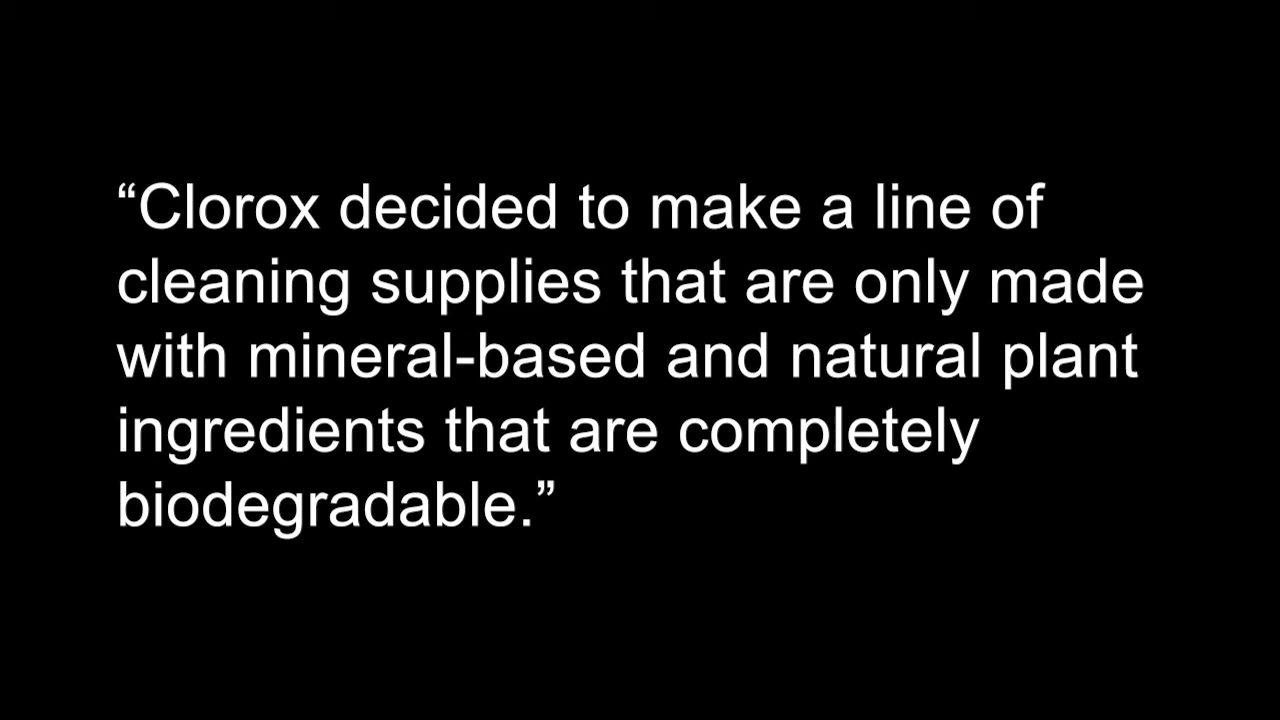 “Clorox decided to make a line of
cleaning supplies that are only made
with mineral-based and natural plant
ingredients that are completely
biodegradable.”